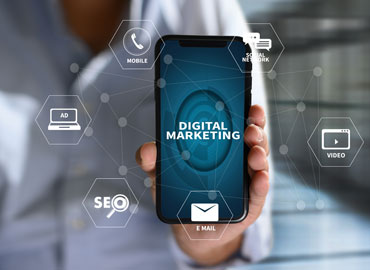 MOBILE
SOCIAL
NETWORK
AD
DIGITAL
MARKETING
VIDEO
SEO
E MAIL